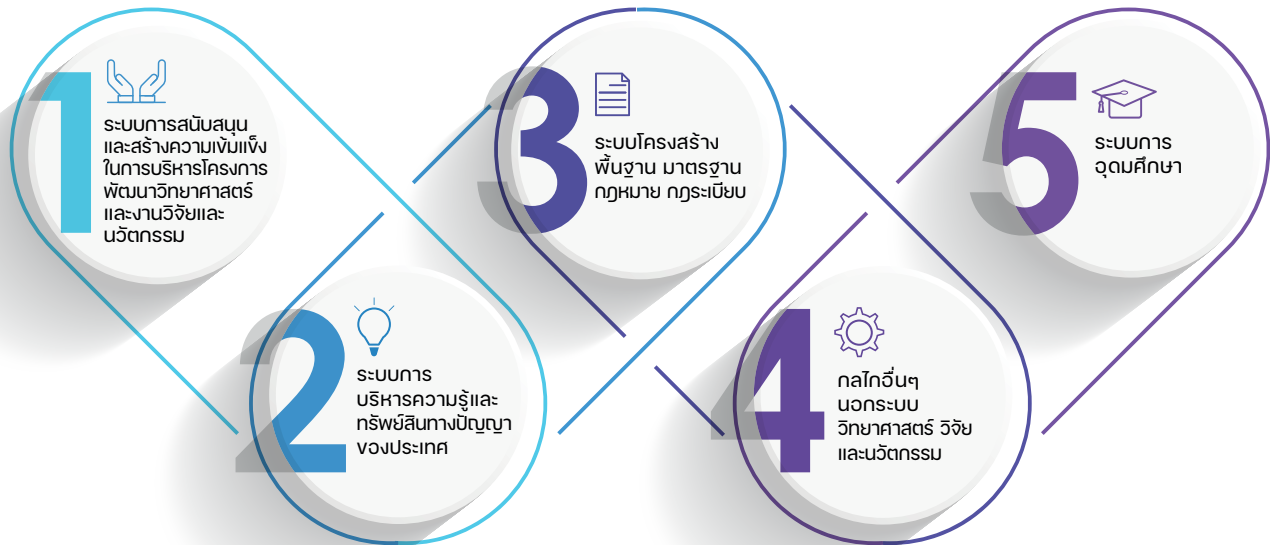 1
ระบบการสนับสนุน
และสร้างความเข้มแข็ง
ในการบริหารโครงการ
พัฒนาวิทยาศาสตร์
และงานวิจัยและ
นวัตกรรม
2
ระบบการ
บริหารความรู้และ
ทรัพย์สินทางปัญญา
ของประเทศ
3
ระบบโครงสร้าง
พื้นฐาน มาตรฐาน
กฎหมาย กฎระเบียบ
4
กลไกอื่นๆ
นอกระบบ
วิทยาศาสตร์ วิจัย
และนวัตกรรม
5
ระบบการ
อุดมศึกษา